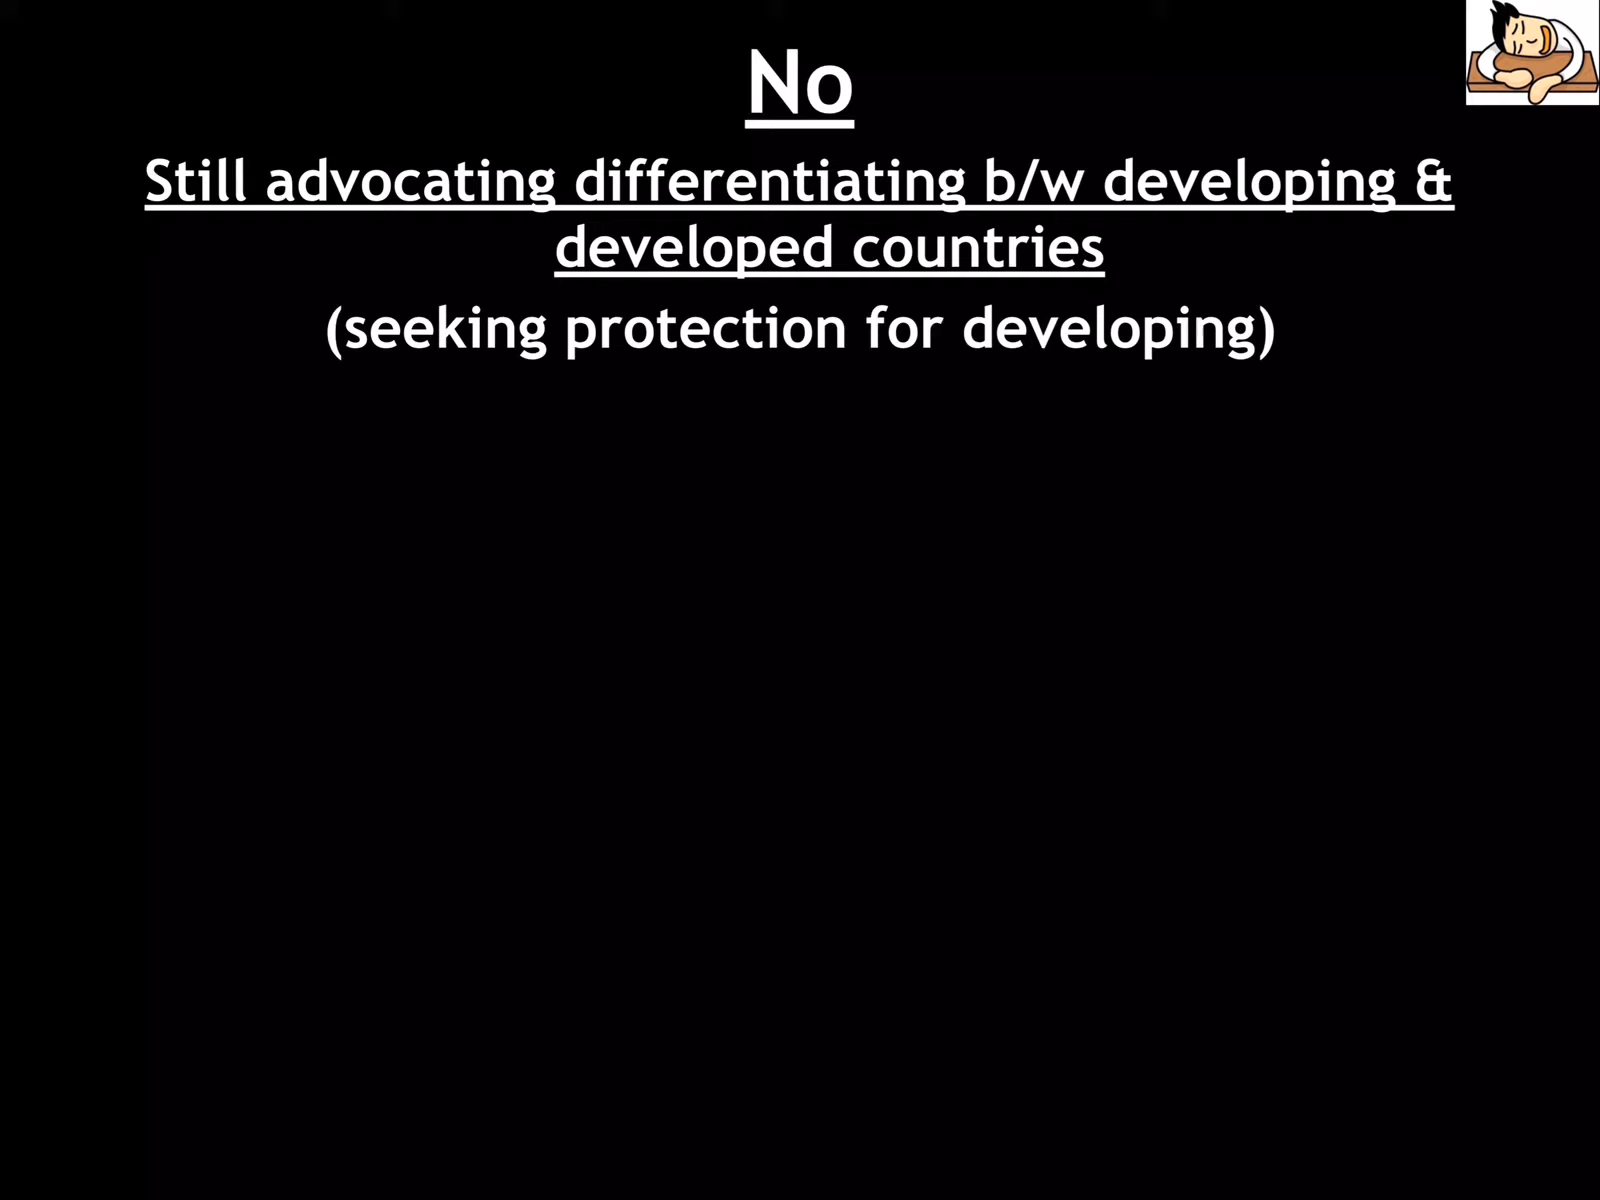 No
Still advocating differentiating b/w developing &
developed countries
(seeking protection for developing)